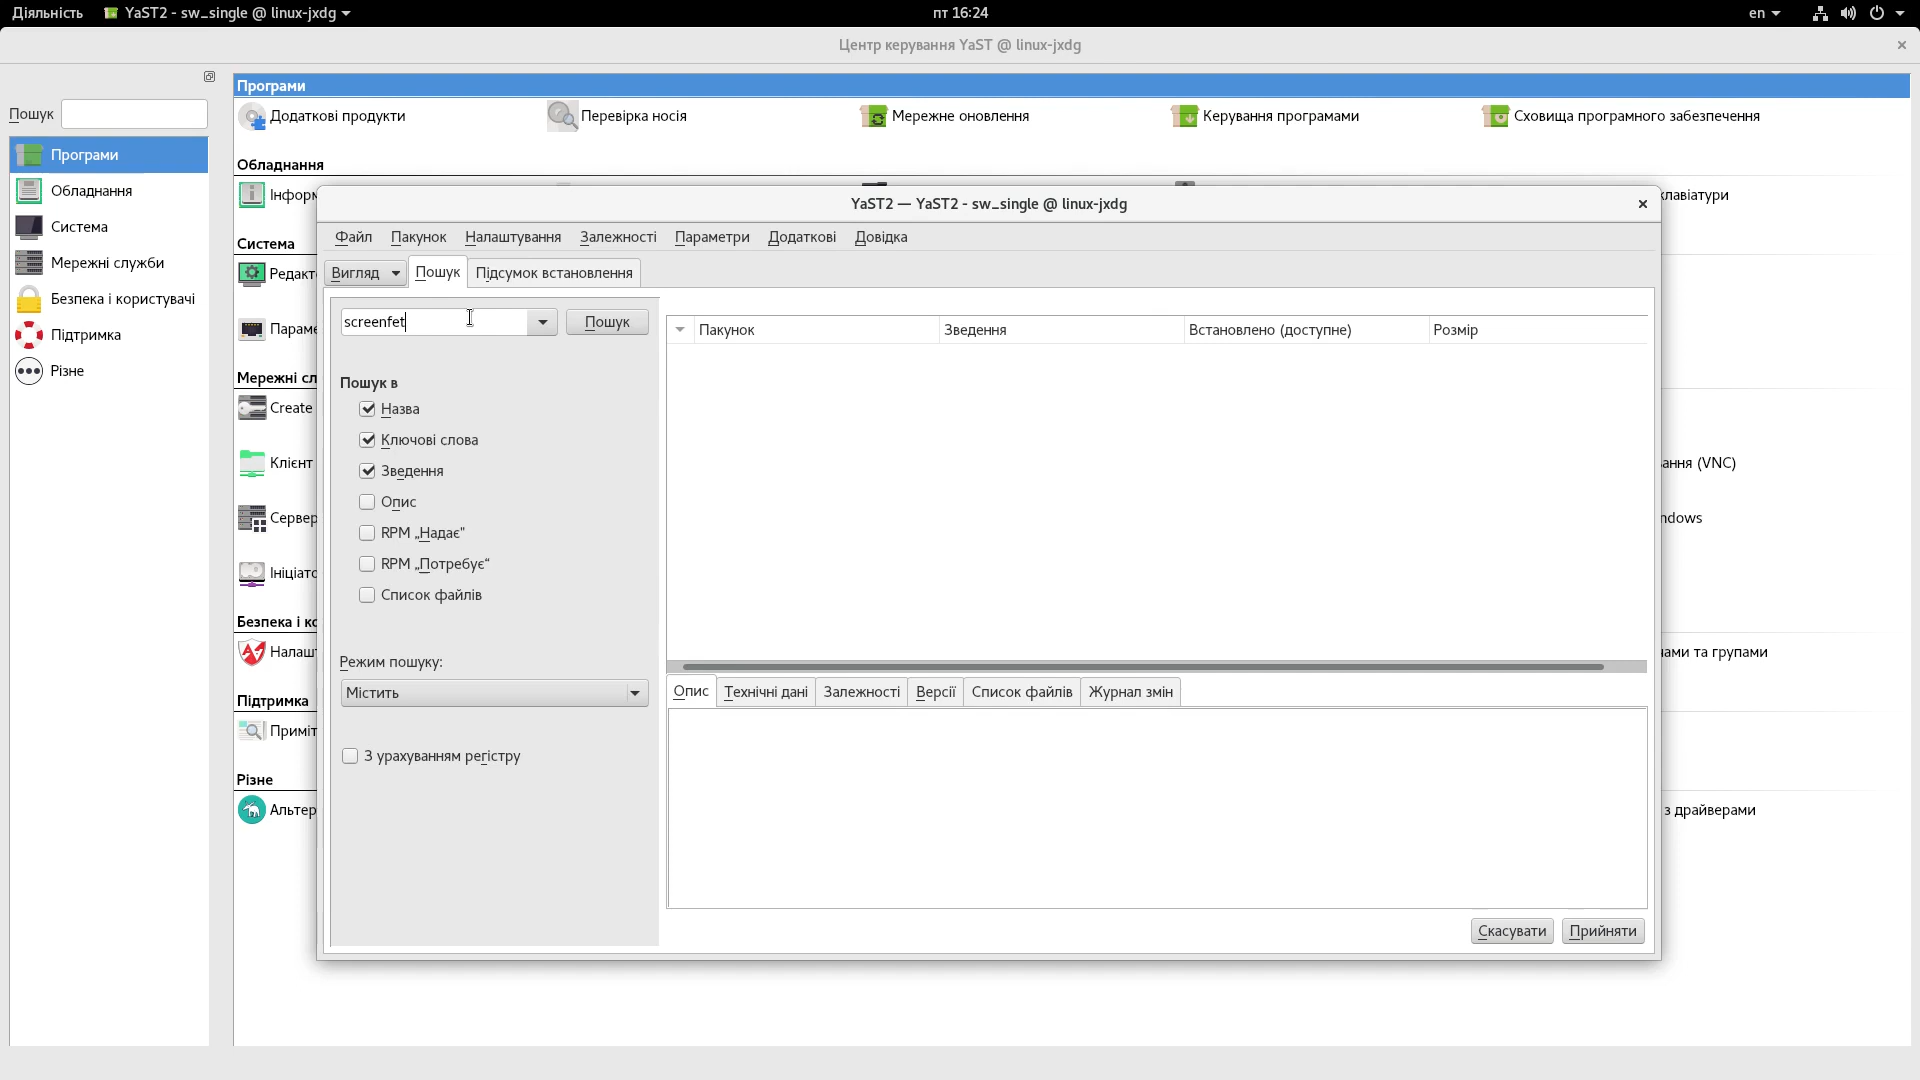 Діяльність
YaST2 - sw_single @ linux-jxdg
пт 16:24
en
Центр керування YaST @ linux-jxdg
Пошук
Програми
Обладнання
Система
Мережні служби
Безпека і користувачі
Підтримка
Різне
Програми
Додаткові продукти
Перевірка носія
Мережне оновлення
Керування програмами
Сховища програмного забезпечення
Обладнання
Інформ
клавіатури
Система
Редакт
Параме
Мережні сл
Create
Клієнт
ання (VNC)
Сервер
ndows
Ініціато
Безпека і ко
Налашт
чами та групами
Підтримка
Приміт
Різне
Альтер
з драйверами
YaST2 — YaST2 - sw_single @ linux-jxdg
Файл Пакунок Налаштування Залежності Параметри Додаткові Довідка
Вигляд Пошук Підсумок встановлення
screenfet
Пошук
Пошук в
Назва
Ключові слова
Зведення
Опис
RPM „Надає"
RPM „Потребує“
Список файлів
Режим пошуку:
Містить
З урахуванням регістру
Пакунок Зведення Встановлено (доступне) Розмір
Опис Технічні дані Залежності Версії Список файлів Журнал змін
Скасувати Прийняти